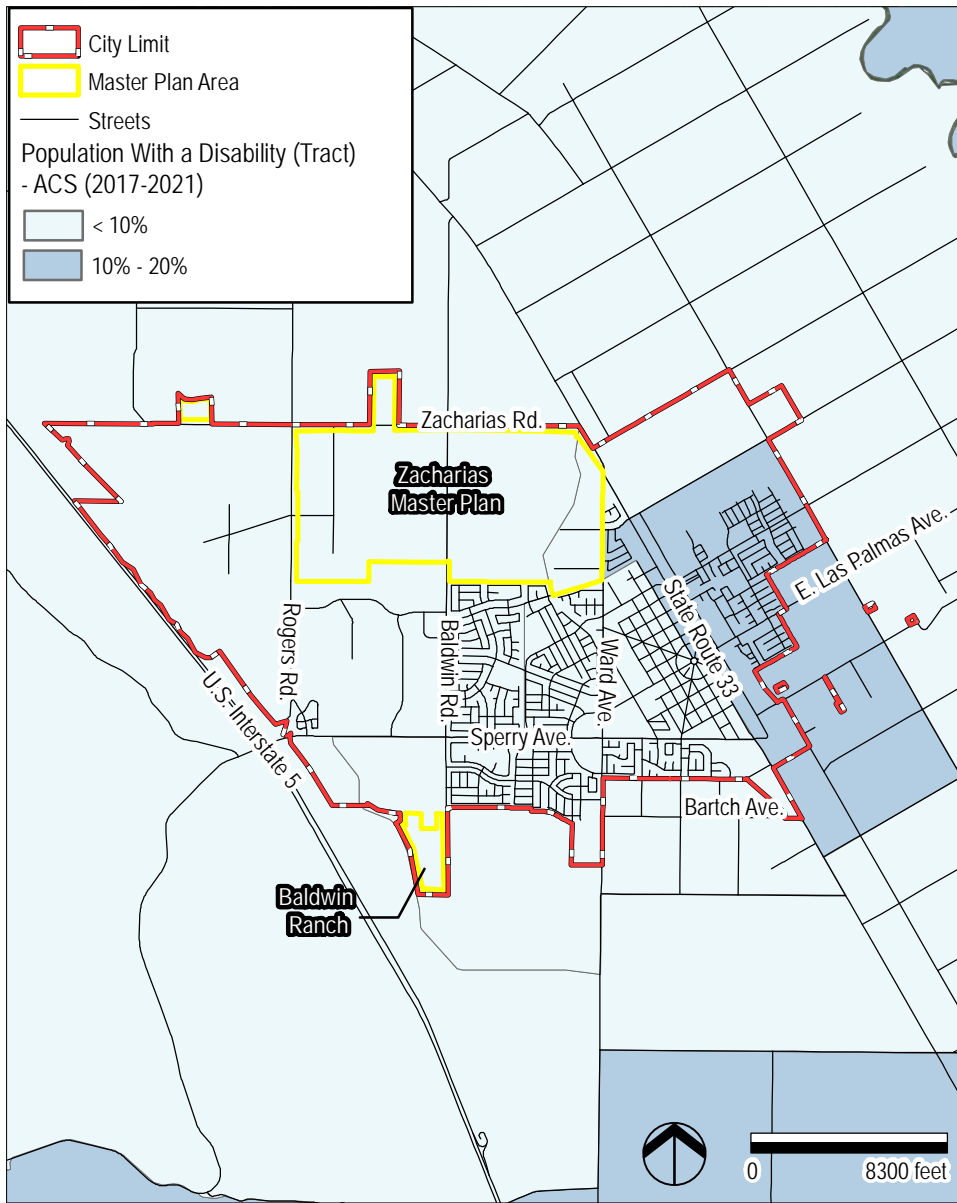 City Limit
Master Plan Area
Streets
Population With a Disability (Tract)
- ACS (2017-2021)
< 10%
10% - 20%
Zacharias Rd.
Zacharias
Master Plan
E. Las Palmas Ave.
State Route 33
Rogers Rd.
Baldwin Rd.
Ward Ave.
U.S. Interstate 5
Sperry Ave.
Bartch Ave.
Baldwin
Ranch
0
8300 feet